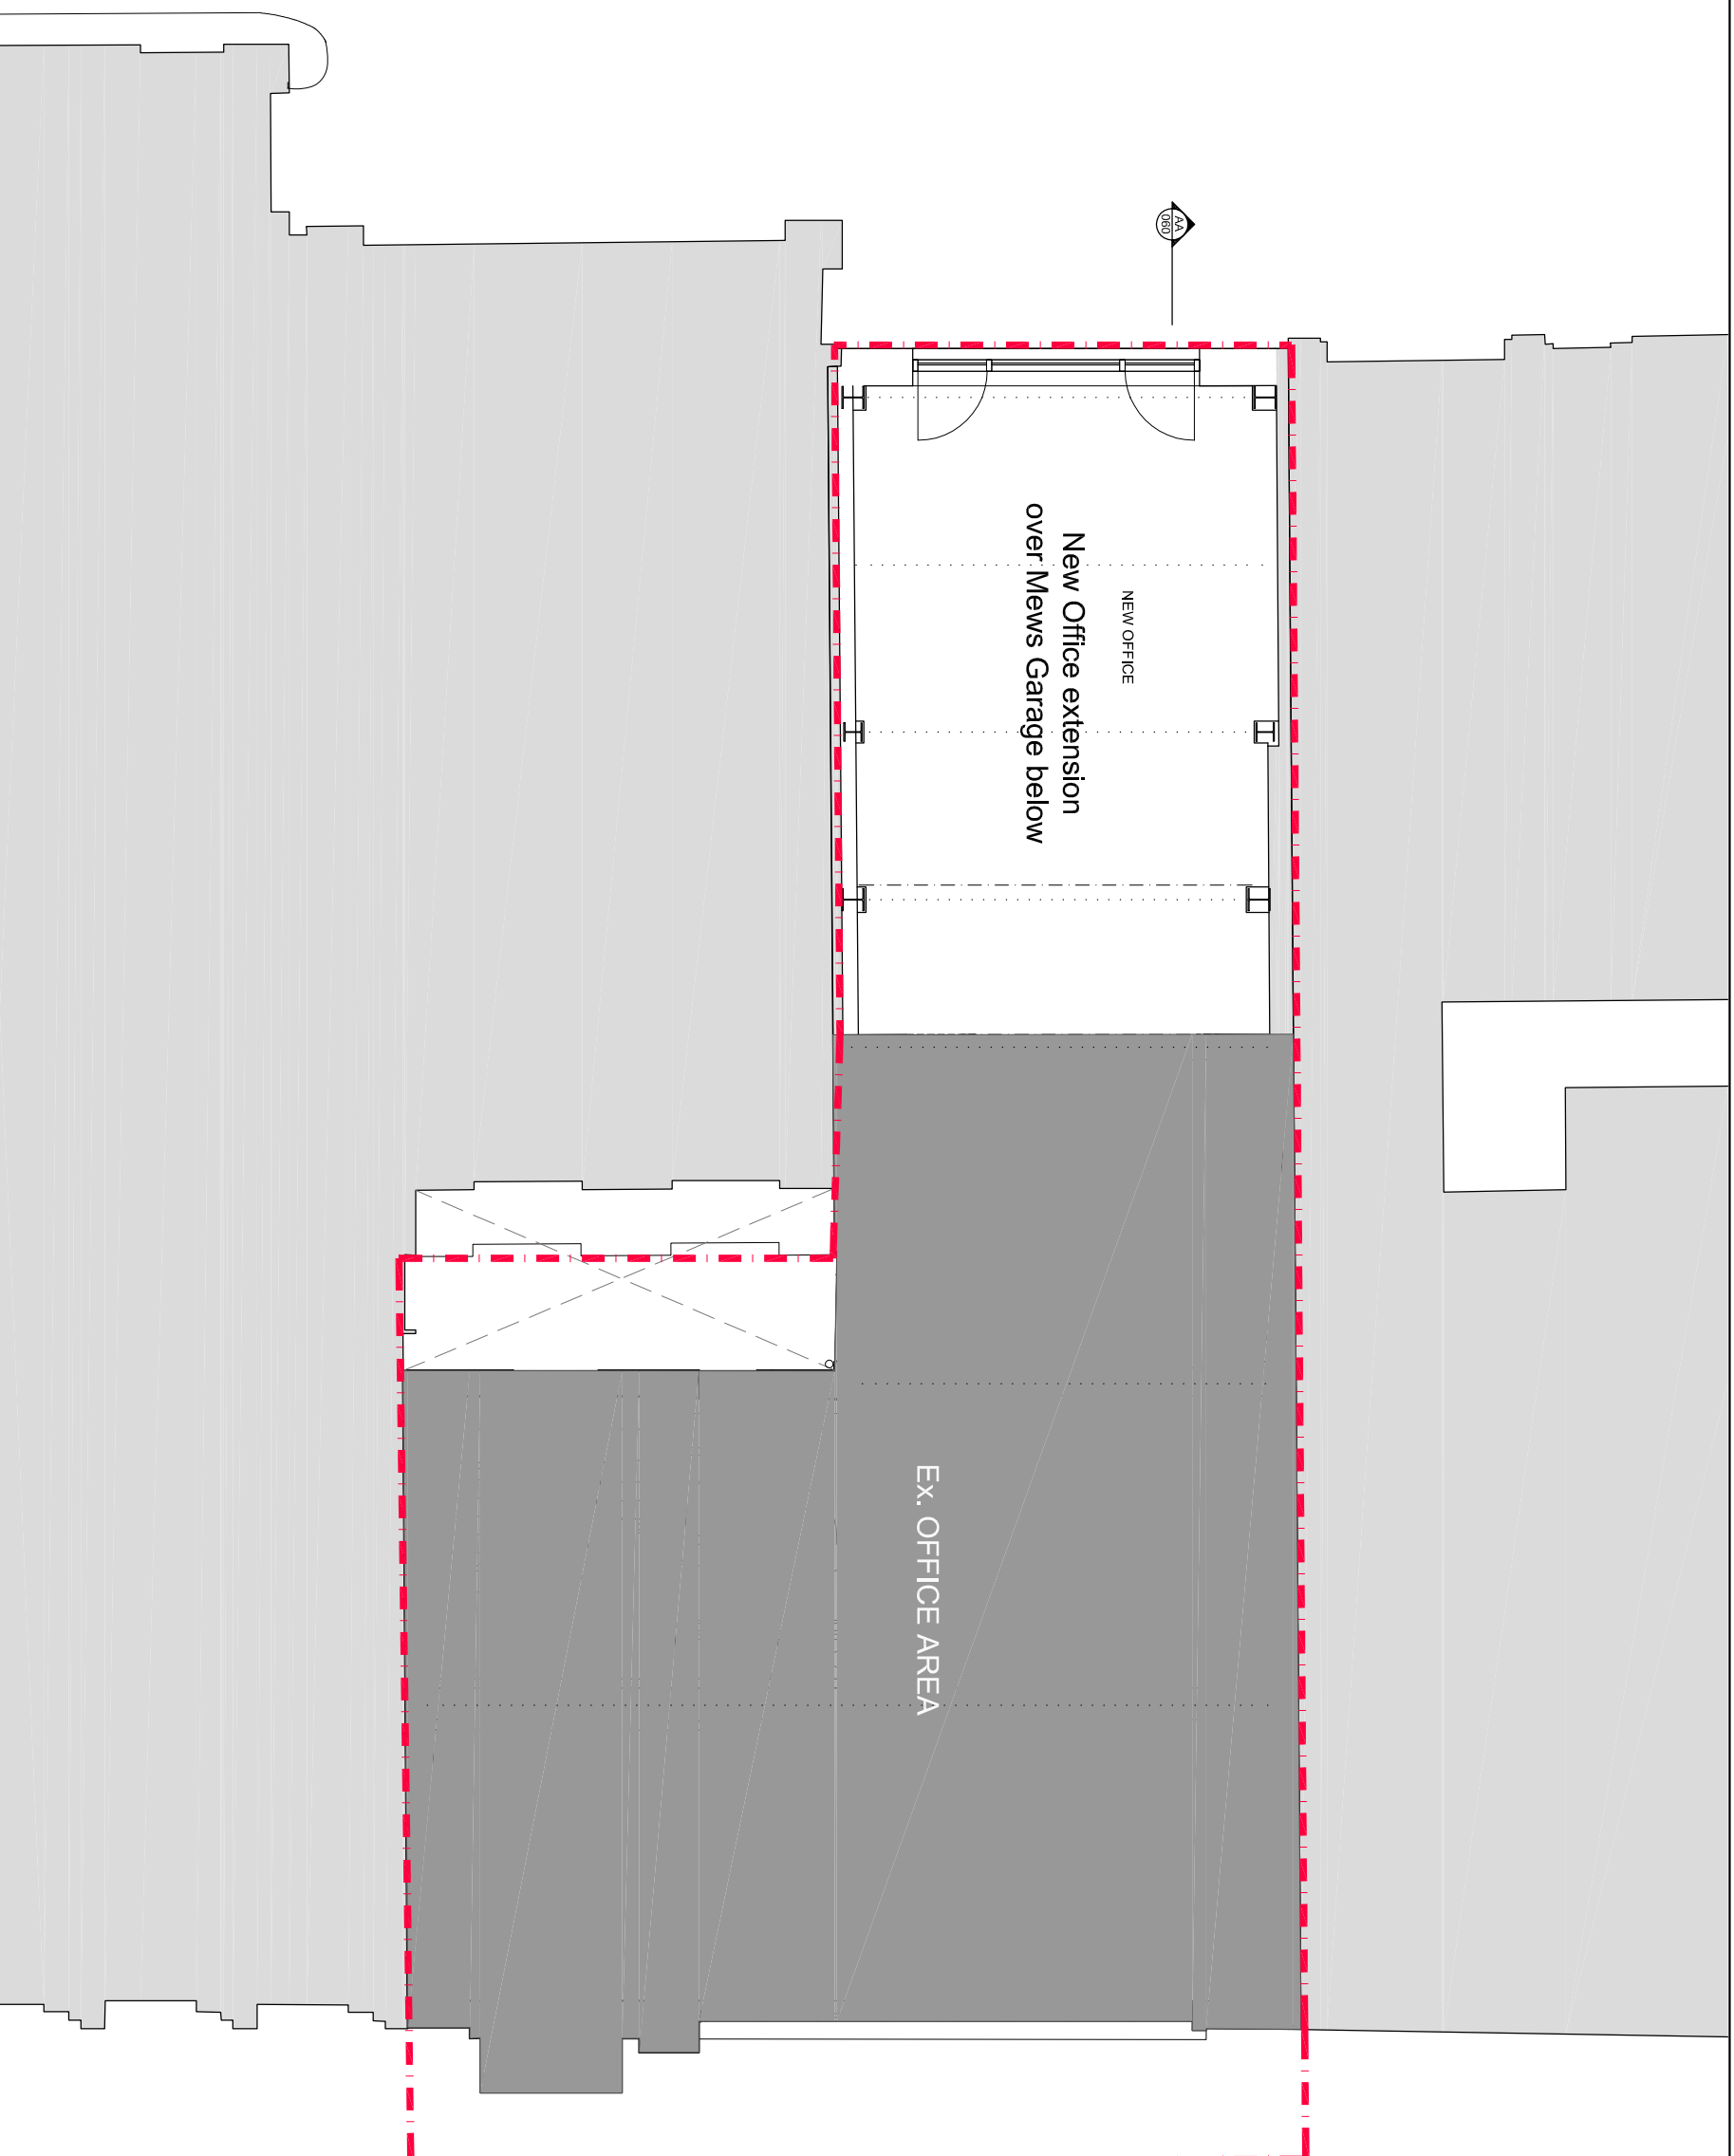 AA
060
NEW OFFICE
New Office extension
over Mews Garage below
Ex. OFFICE AREA